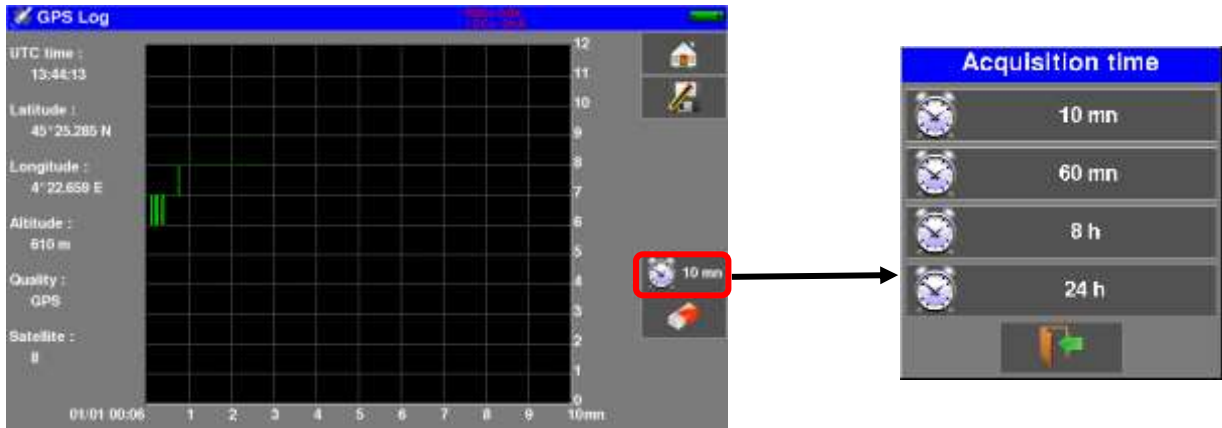 GPS Log
UTC time :
13:44:13
Latitude :
45°25.285 N
Longitude :
4°22.659 E
Altitude :
610 m
Quality :
GPS
Satellite :
8
12
11
10
9
8
7
6
5
4
3
2
1
0
01/01 00:06 1 2 3 4 5 6 7 8 9 10mn
10 mn
Acquisition time
10 mn
60 mn
8 h
24 h